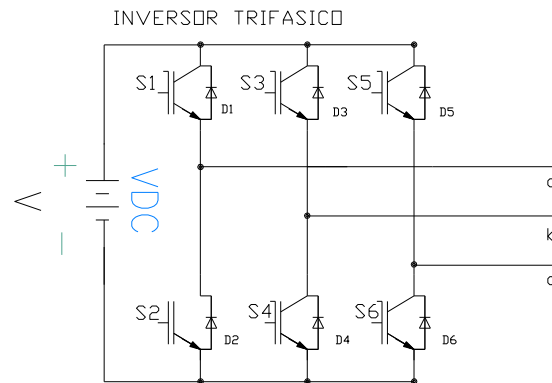 INVERSOR TRIFASICO
S1
D1
S3
D3
S5
D5
+
VDC
V
-
S2
D2
S4
D4
S6
D6